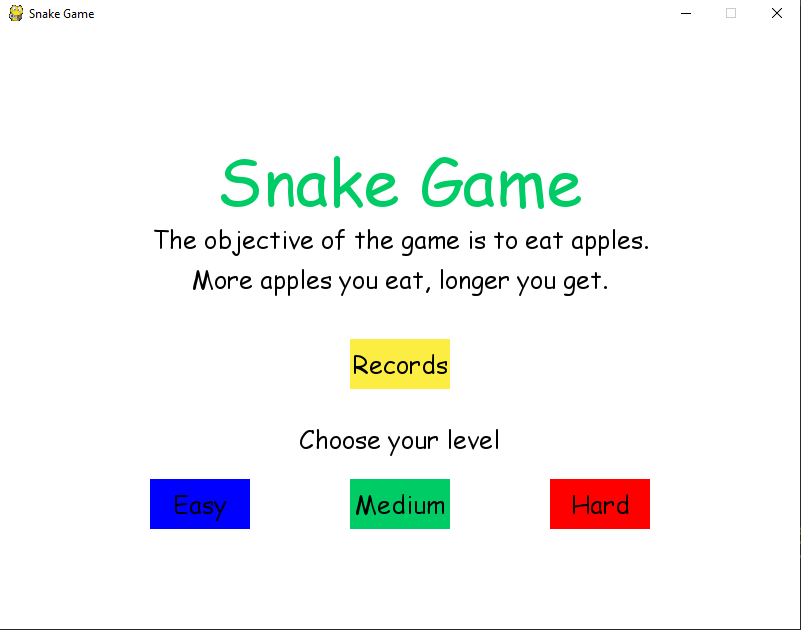 Snake Game
Snake Game
The objective of the game is to eat apples.
More apples you eat, longer you get.
Records
Choose your level
Easy Medium Hard